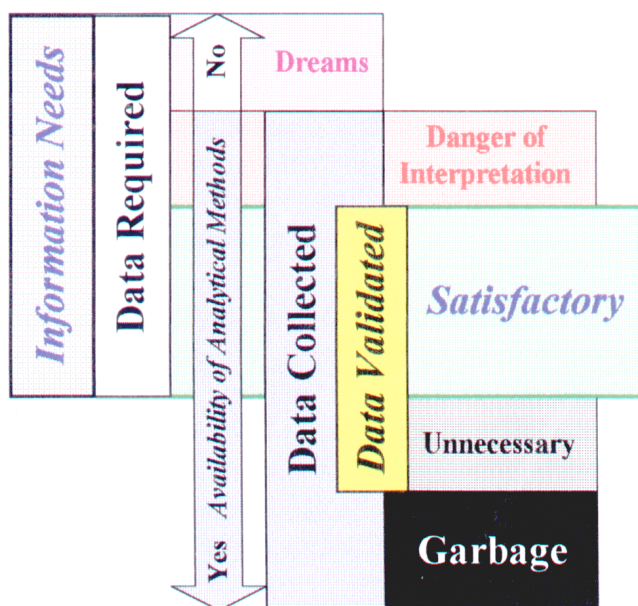 Information Needs
Data Required
No
Availability of Analytical Methods
Yes
Dreams
Data Collected
Data Validated
Danger of
Interpretation
Satisfactory
Unnecessary
Garbage